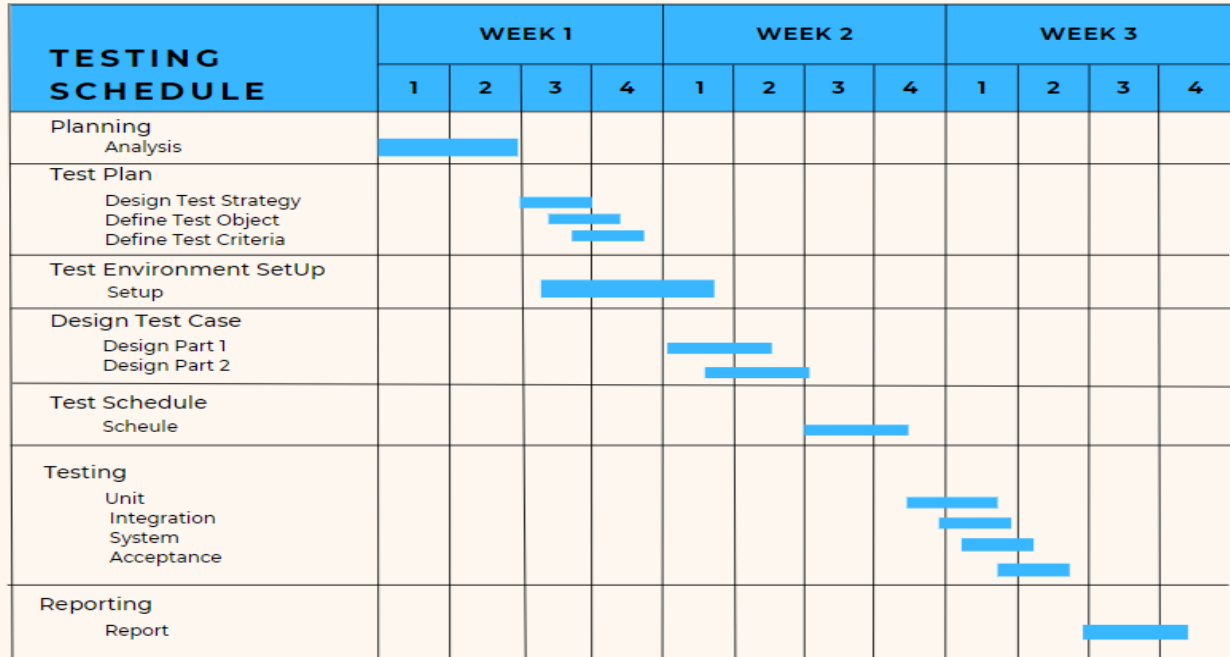 TESTING
SCHEDULE
WEEK 1
WEEK 2
WEEK 3
1 2 3 4 1 2 3 4 1 2 3 4
Planning
Analysis
Test Plan
Design Test Strategy
Define Test Object
Define Test Criteria
Test Environment SetUp
Setup
Design Test Case
Design Part 1
Design Part 2
Test Schedule
Scheule
Testing
Unit
Integration
System
Acceptance
Reporting
Report